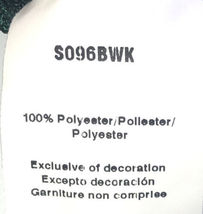 S096BWK
100% Polyester/Poliester/
Polyester
Exclusive of decoration
Excepto decoración
Garniture non comprise